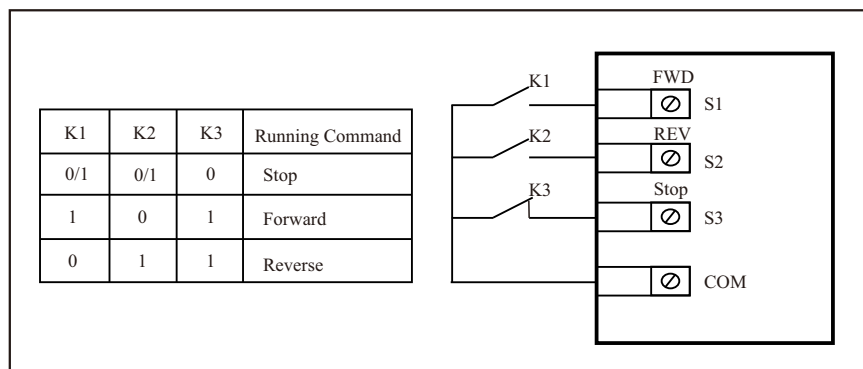 K1 K2 K3 Running Command
0/1 0/1 0 Stop
1 0 1 Forward
0 1 1 Reverse
K1
FWD
S1
K2
REV
S2
K3
Stop
S3
COM